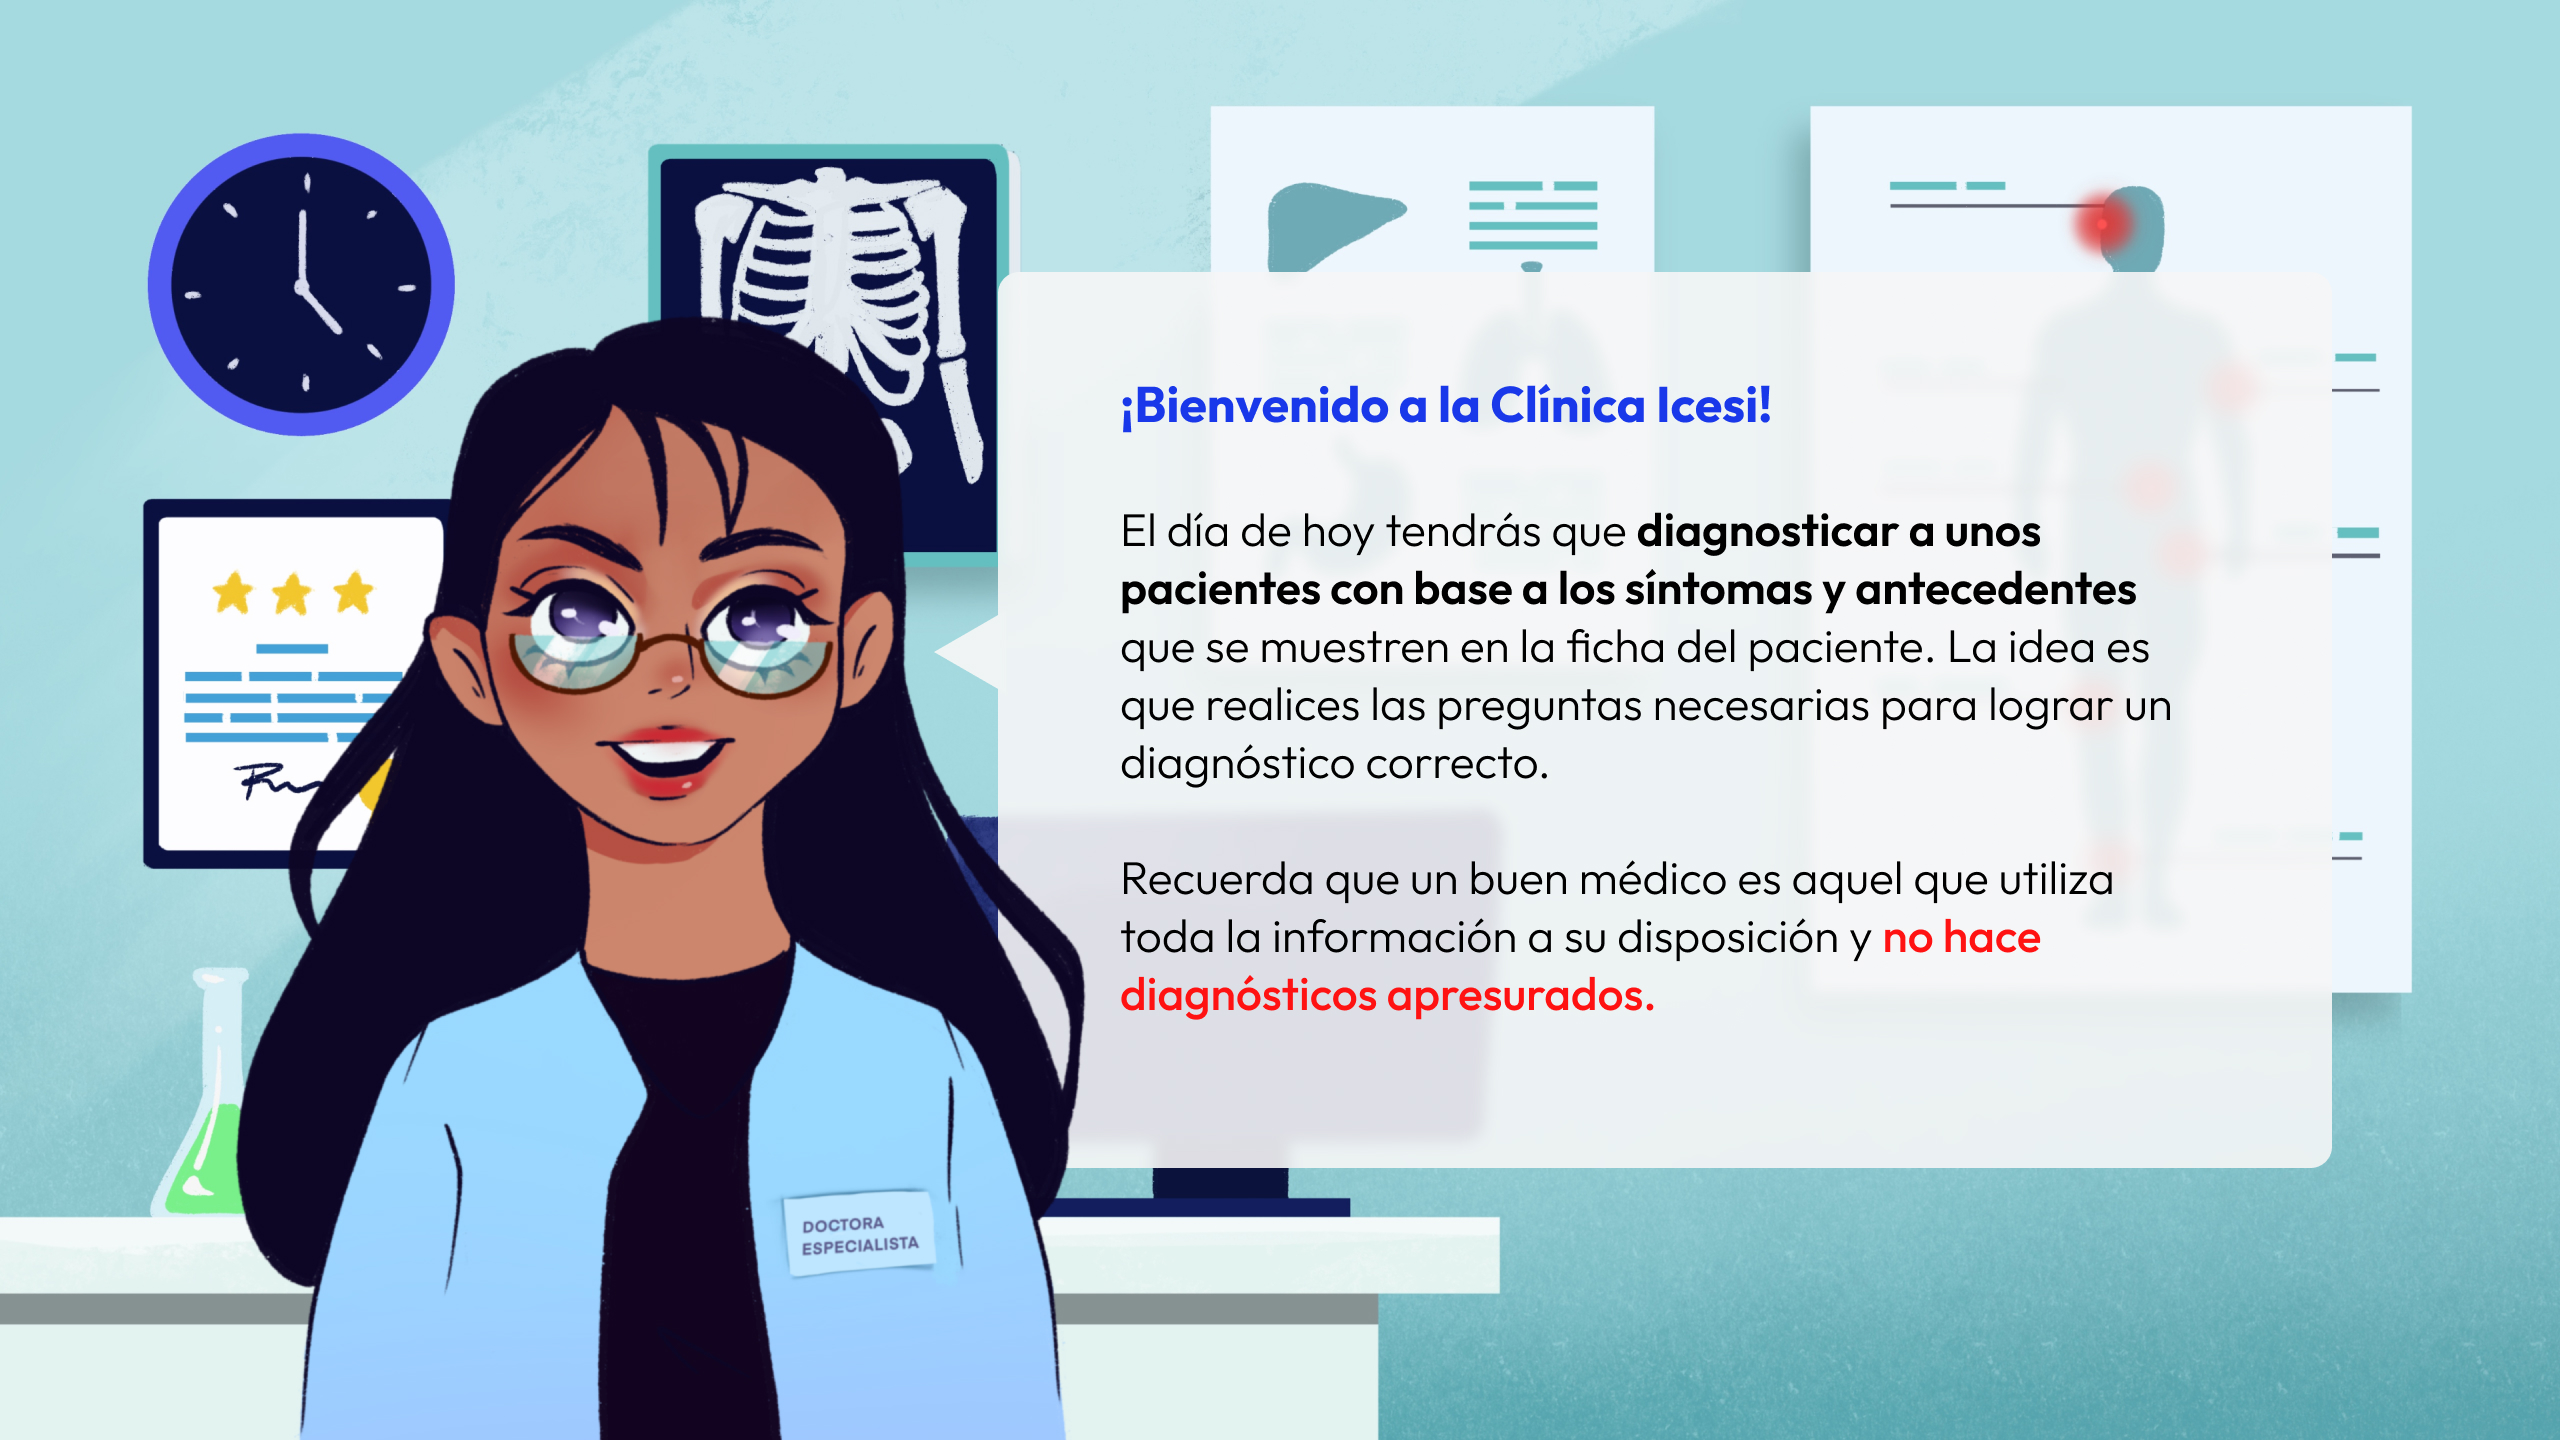 ¡Bienvenido a la Clínica Icesi!
El día de hoy tendrás que diagnosticar a unos
pacientes con base a los síntomas y antecedentes
que se muestren en la ficha del paciente. La idea es
que realices las preguntas necesarias para lograr un
diagnóstico correcto.
Recuerda que un buen médico es aquel que utiliza
toda la información a su disposición y no hace
diagnósticos apresurados.
DOCTORA
ESPECIALISTA